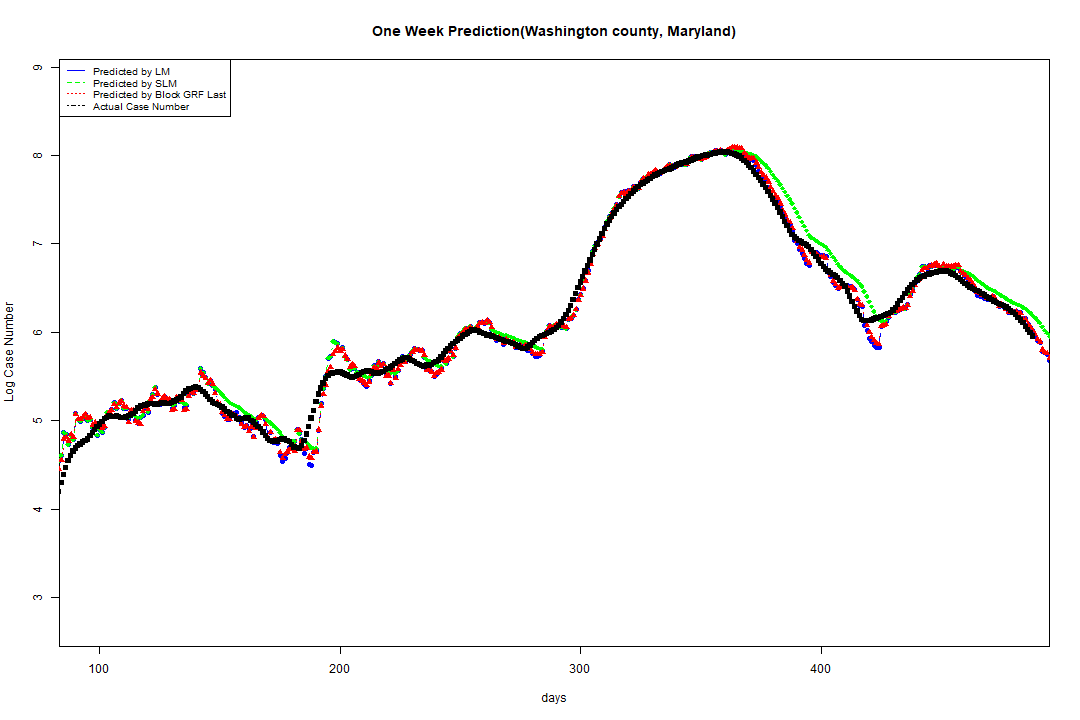 One Week Prediction(Washington county, Maryland)
Predicted by LM
Predicted by SLM
Predicted by Block GRF Last
Actual Case Number
9
8
7
6
5
4
3
Log Case Number
100 200 300 400
days